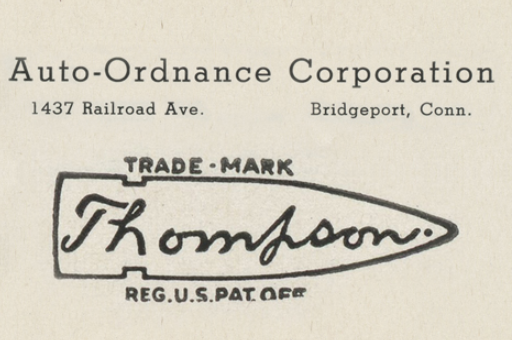 Auto-Ordnance Corporation
1437 Railroad Ave. Bridgeport, Conn.
TRADE-MARK
Thompson.
REG.U.S.PAT.OFF